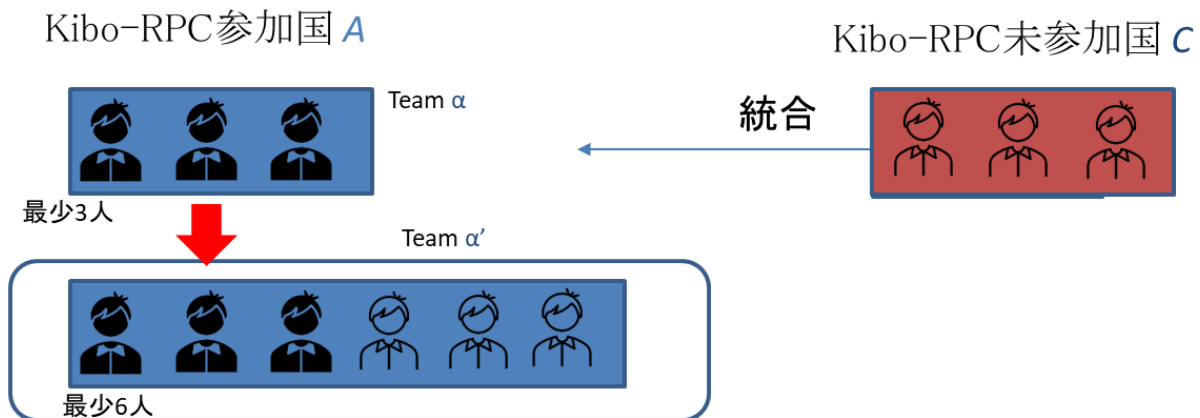 Kibo-RPC参加国 A
Kibo-RPC未参加国 C
Team α
統合
最少3人
Team α’
最少6人